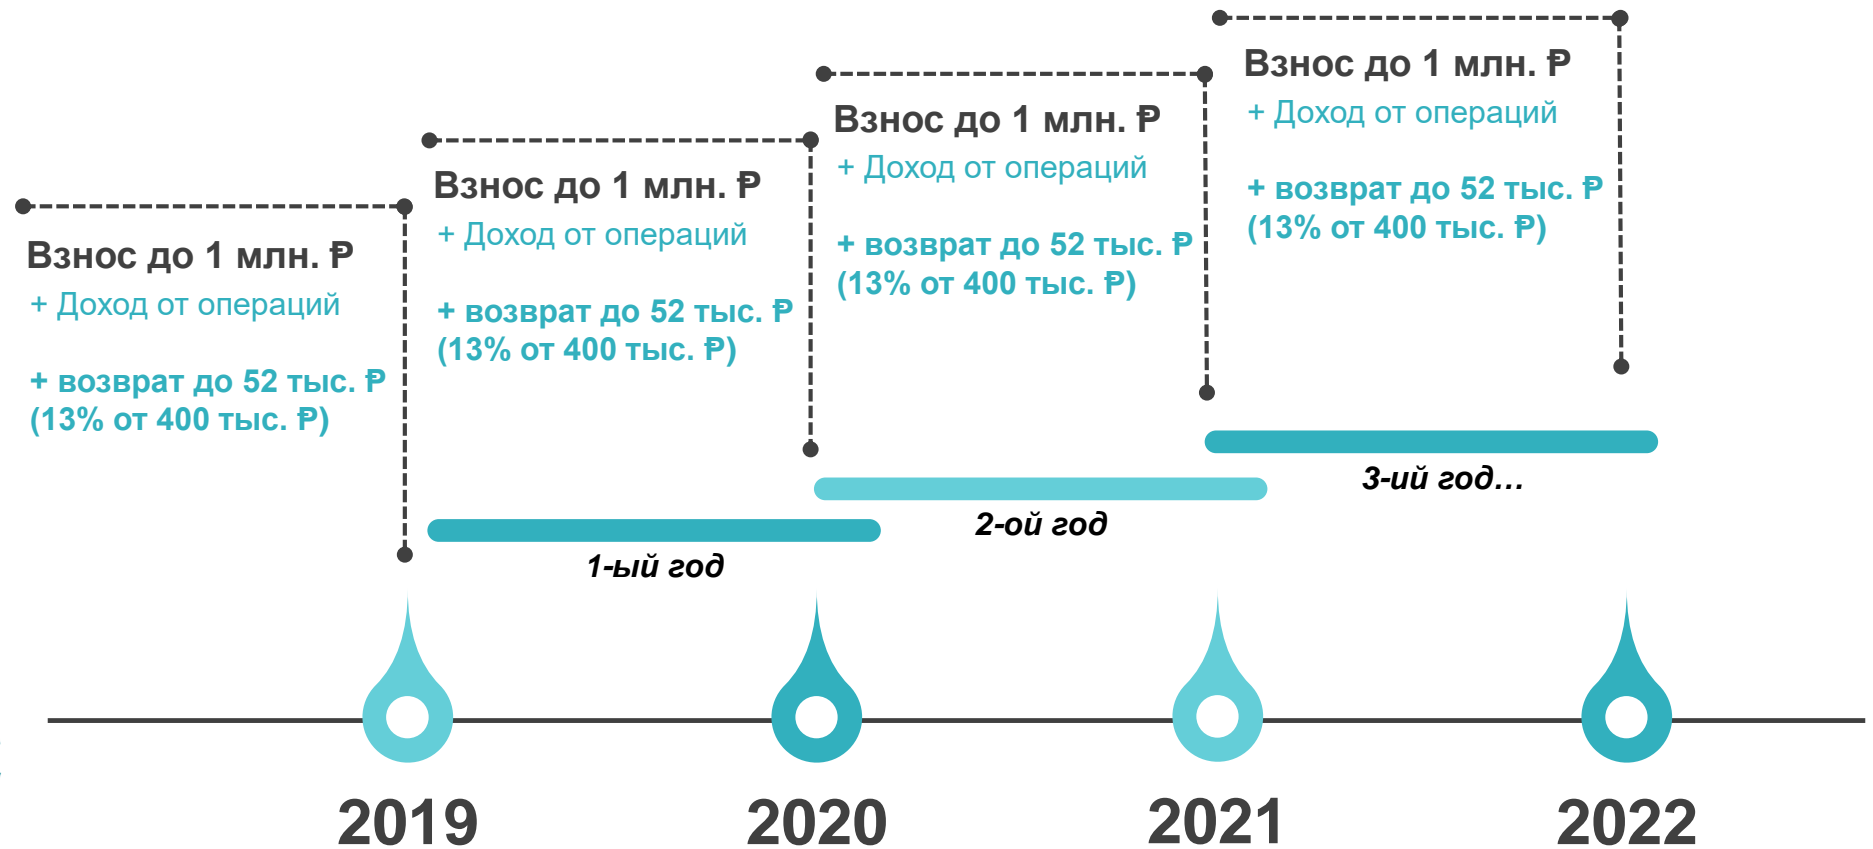 Взнос до 1 млн. ₽
+ Доход от операций
+ возврат до 52 тыс. ₽
(13% от 400 тыс. ₽)
Взнос до 1 млн. ₽
+ Доход от операций
+ возврат до 52 тыс. ₽
(13% от 400 тыс. ₽)
Взнос до 1 млн. ₽
+ Доход от операций
+ возврат до 52 тыс. ₽
(13% от 400 тыс. ₽)
Взнос до 1 млн. ₽
+ Доход от операций
+ возврат до 52 тыс. ₽
(13% от 400 тыс. ₽)
1-ый год
2-ой год
3-ий год...
2019
2020
2021
2022